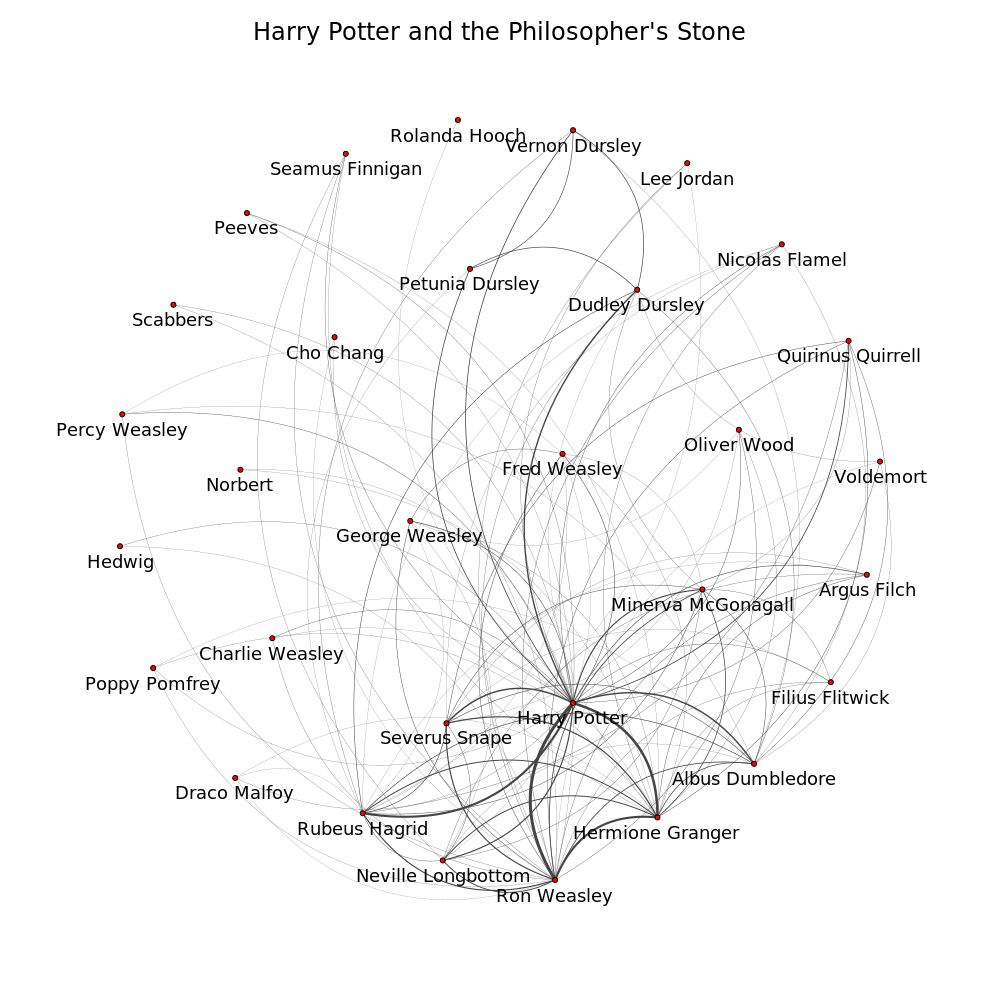 Harry Potter and the Philosopher's Stone
Rolanda Hooch
Vernon Dursley
Seamus Finnigan
Lee Jordan
Peeves
Nicolas Flamel
Petunia Dursley
Dudley Dursley
Scabbers
Cho Chang
Quirinus Quirrell
Percy Weasley
Oliver Wood
Fred Weasley
Voldemort
Norbert
George Weasley
Hedwig
Argus Filch
Minerva McGonagall
Charlie Weasley
Poppy Pomfrey
Filius Flitwick
Harry Potter
Severus Snape
Albus Dumbledore
Draco Malfoy
Rubeus Hagrid
Hermione Granger
Neville Longbottom
Ron Weasley